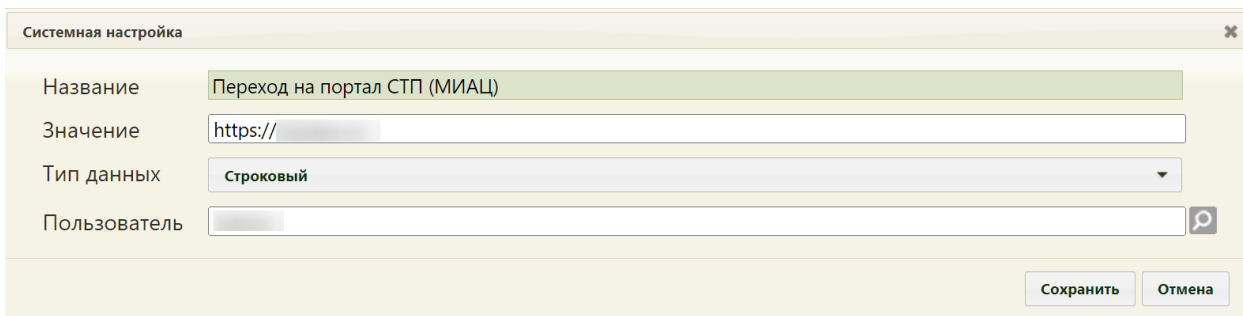 Системная настройка
Название Переход на портал СТП (МИАЦ)
Значение https://
Тип данных Строковый
Пользователь
Сохранить Отмена